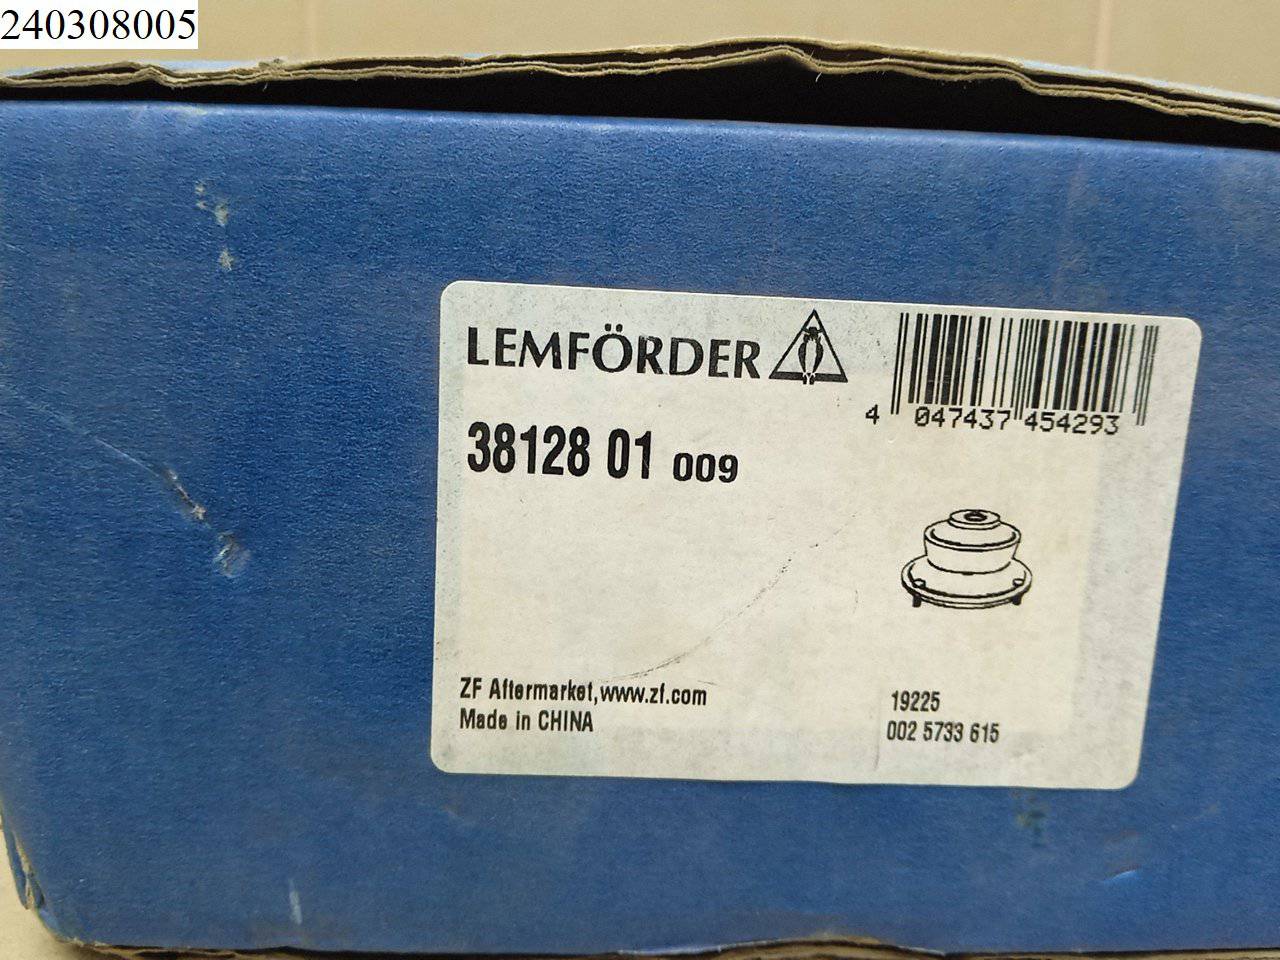 240308005
LEMFÖRDER
4 047437 454293
38128 01 009
ZF Aftermarket,www.zf.com
Made in CHINA
19225
002 5733 615